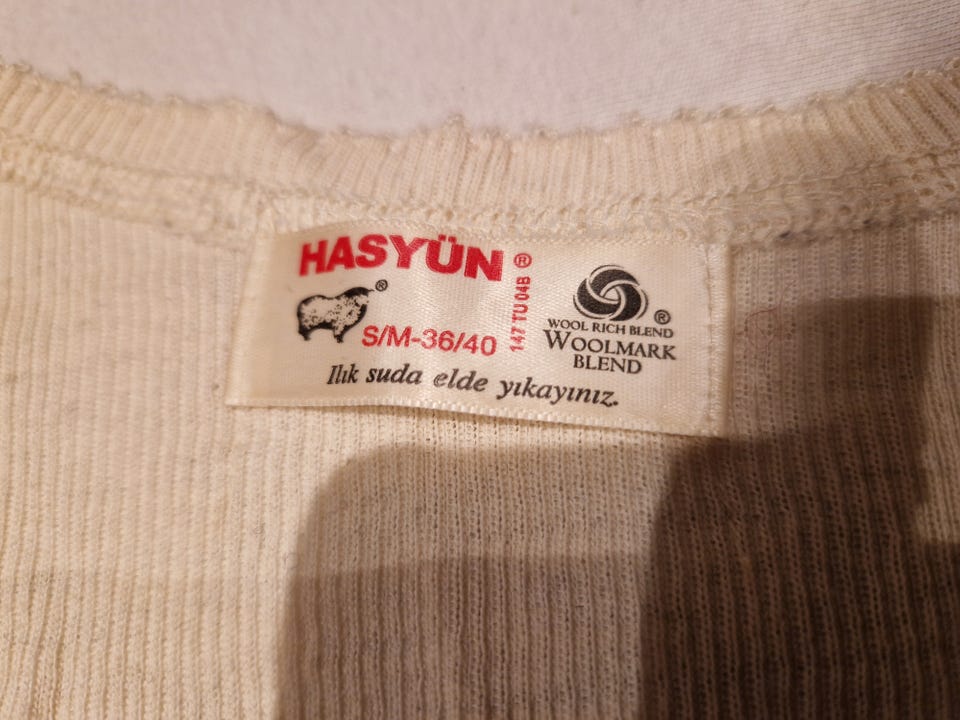 HASYÜN ®
®
S/M-36/40
147 TU 04B
Ilık suda elde yıkayınız.
®
WOOL RICH BLEND
WOOLMARK
BLEND